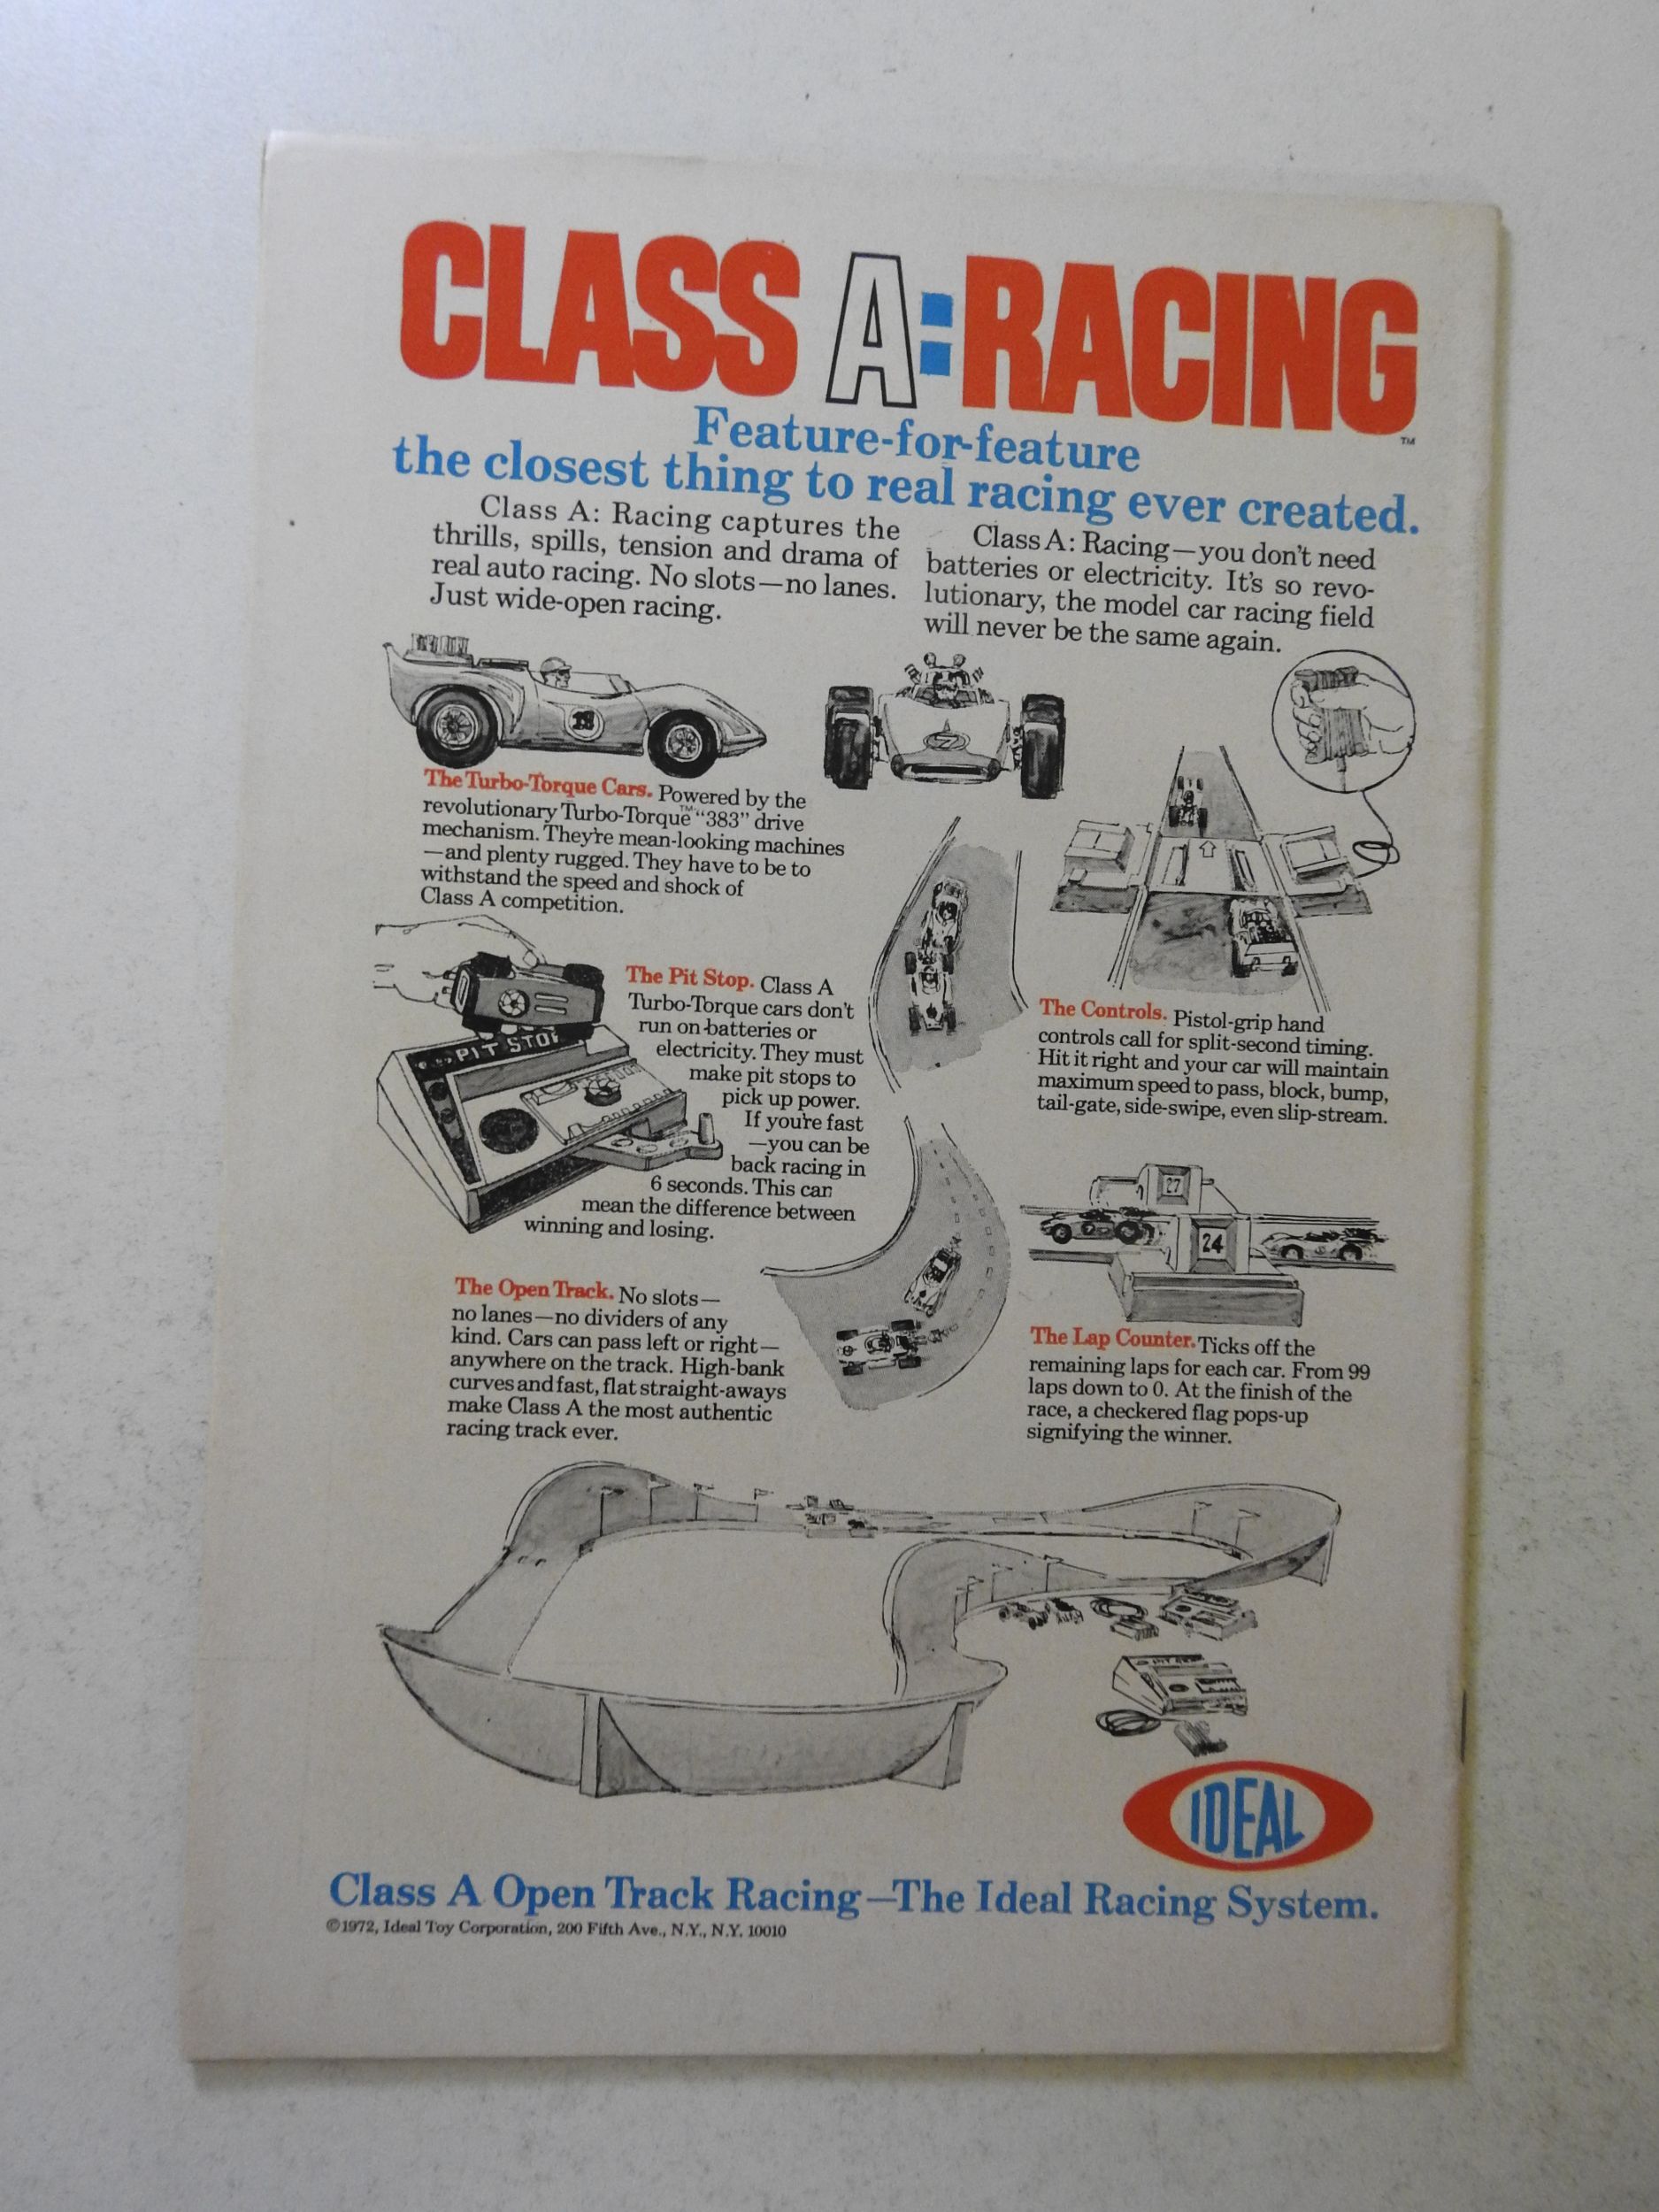 CLASS A:RACING
TM
Feature-for-feature
the closest thing to real racing ever created.
Class A: Racing captures the
thrills, spills, tension and drama of
real auto racing. No slots—no lanes.
Just wide-open racing.
Class A: Racing—you don't need
batteries or electricity. It's so revo-
lutionary, the model car racing field
will never be the same again.
The Turbo-Torque Cars. Powered by the
revolutionary Turbo-Torque™ "383" drive
mechanism. They're mean-looking machines
—and plenty rugged. They have to be to
withstand the speed and shock of
Class A competition.
PIT STOP
The Pit Stop. Class A
Turbo-Torque cars don't
run on batteries or
electricity. They must
make pit stops to
pick up power.
If you're fast
—you can be
back racing in
6 seconds. This can
mean the difference between
winning and losing.
The Controls. Pistol-grip hand
controls call for split-second timing.
Hit it right and your car will maintain
maximum speed to pass, block, bump,
tail-gate, side-swipe, even slip-stream.
27
24
The Open Track. No slots—
no lanes—no dividers of any
kind. Cars can pass left or right—
anywhere on the track. High-bank
curves and fast, flat straight-aways
make Class A the most authentic
racing track ever.
The Lap Counter. Ticks off the
remaining laps for each car. From 99
laps down to 0. At the finish of the
race, a checkered flag pops-up
signifying the winner.
IDEAL
Class A Open Track Racing—The Ideal Racing System.
©1972, Ideal Toy Corporation, 200 Fifth Ave., N.Y., N.Y. 10010